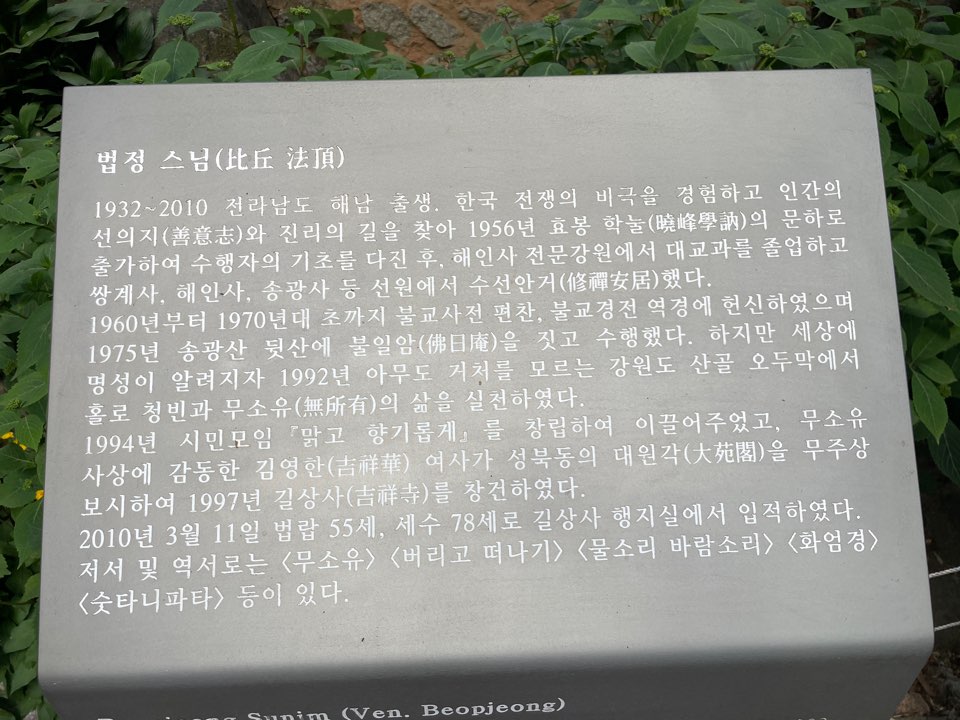 법정 스님(比丘 法頂)
1932~2010 전라남도 해남 출생. 한국 전쟁의 비극을 경험하고 인간의
선의지(善意志)와 진리의 길을 찾아 1956년 효봉 학눌(曉峰學訥)의 문하로
출가하여 수행자의 기초를 다진 후, 해인사 전문강원에서 대교과를 졸업하고
쌍계사, 해인사, 송광사 등 선원에서 수선안거(修禪安居)했다.
1960년부터 1970년대 초까지 불교사전 편찬, 불교경전 역경에 헌신하였으며
1975년 송광산 뒷산에 불일암(佛日庵)을 짓고 수행했다. 하지만 세상에
명성이 알려지자 1992년 아무도 거처를 모르는 강원도 산골 오두막에서
홀로 청빈과 무소유(無所有)의 삶을 실천하였다.
1994년 시민모임 『맑고 향기롭게』를 창립하여 이끌어주었고, 무소유
사상에 감동한 김영한(吉祥華) 여사가 성북동의 대원각(大苑閣)을 무주상
보시하여 1997년 길상사(吉祥寺)를 창건하였다.
2010년 3월 11일 법랍 55세, 세수 78세로 길상사 행지실에서 입적하였다.
저서 및 역서로는 〈무소유〉 〈버리고 떠나기〉 〈물소리 바람소리〉 〈화엄경〉
〈숫타니파타〉 등이 있다.
Sunim (Ven. Beopjeong)